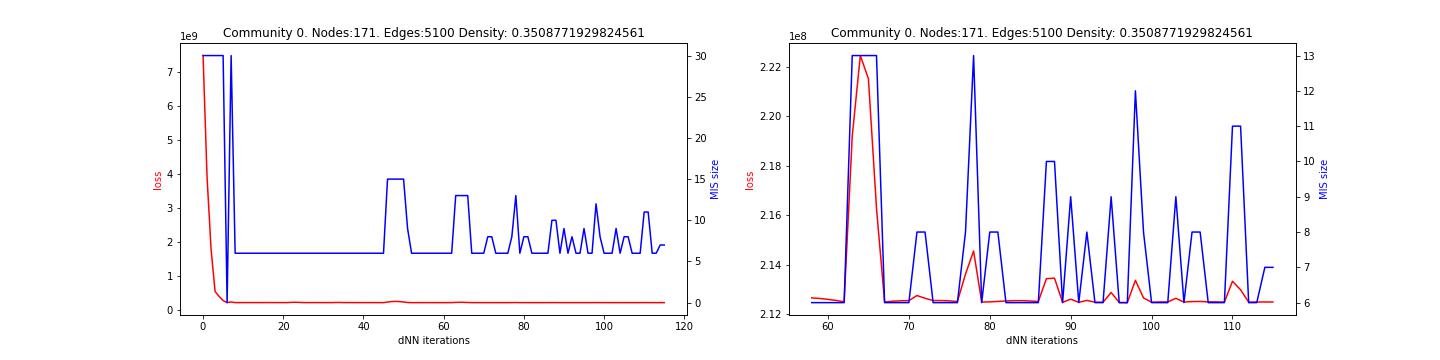 Community 0. Nodes:171. Edges:5100 Density: 0.3508771929824561
1e9
7
6
5
4
3
2
1
0
loss
30
25
20
15
10
5
0
MIS size
0 20 40 60 80 100 120
dNN iterations
Community 0. Nodes:171. Edges:5100 Density: 0.3508771929824561
1e8
2.22
2.20
2.18
2.16
2.14
2.12
loss
13
12
11
10
9
8
7
6
MIS size
60 70 80 90 100 110
dNN iterations